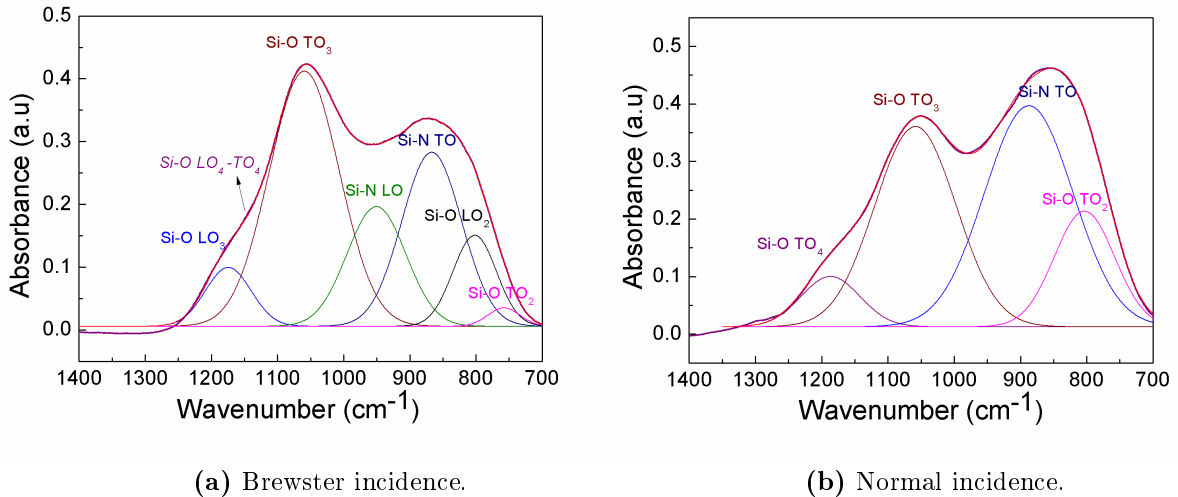 0.5
0.4
0.3
0.2
0.1
0.0
Absorbance (a.u)
Si-O TO₃
Si-O LO₄-TO₄
Si-O LO₃
Si-N LO
Si-N TO
Si-O LO₂
Si-O TO₂
1400 1300 1200 1100 1000 900 800 700
Wavenumber (cm⁻¹)
(a) Brewster incidence.
0.5
0.4
0.3
0.2
0.1
0.0
Absorbance (a.u)
Si-O TO₃
Si-N TO
Si-O TO₂
Si-O TO₄
1400 1300 1200 1100 1000 900 800 700
Wavenumber (cm⁻¹)
(b) Normal incidence.